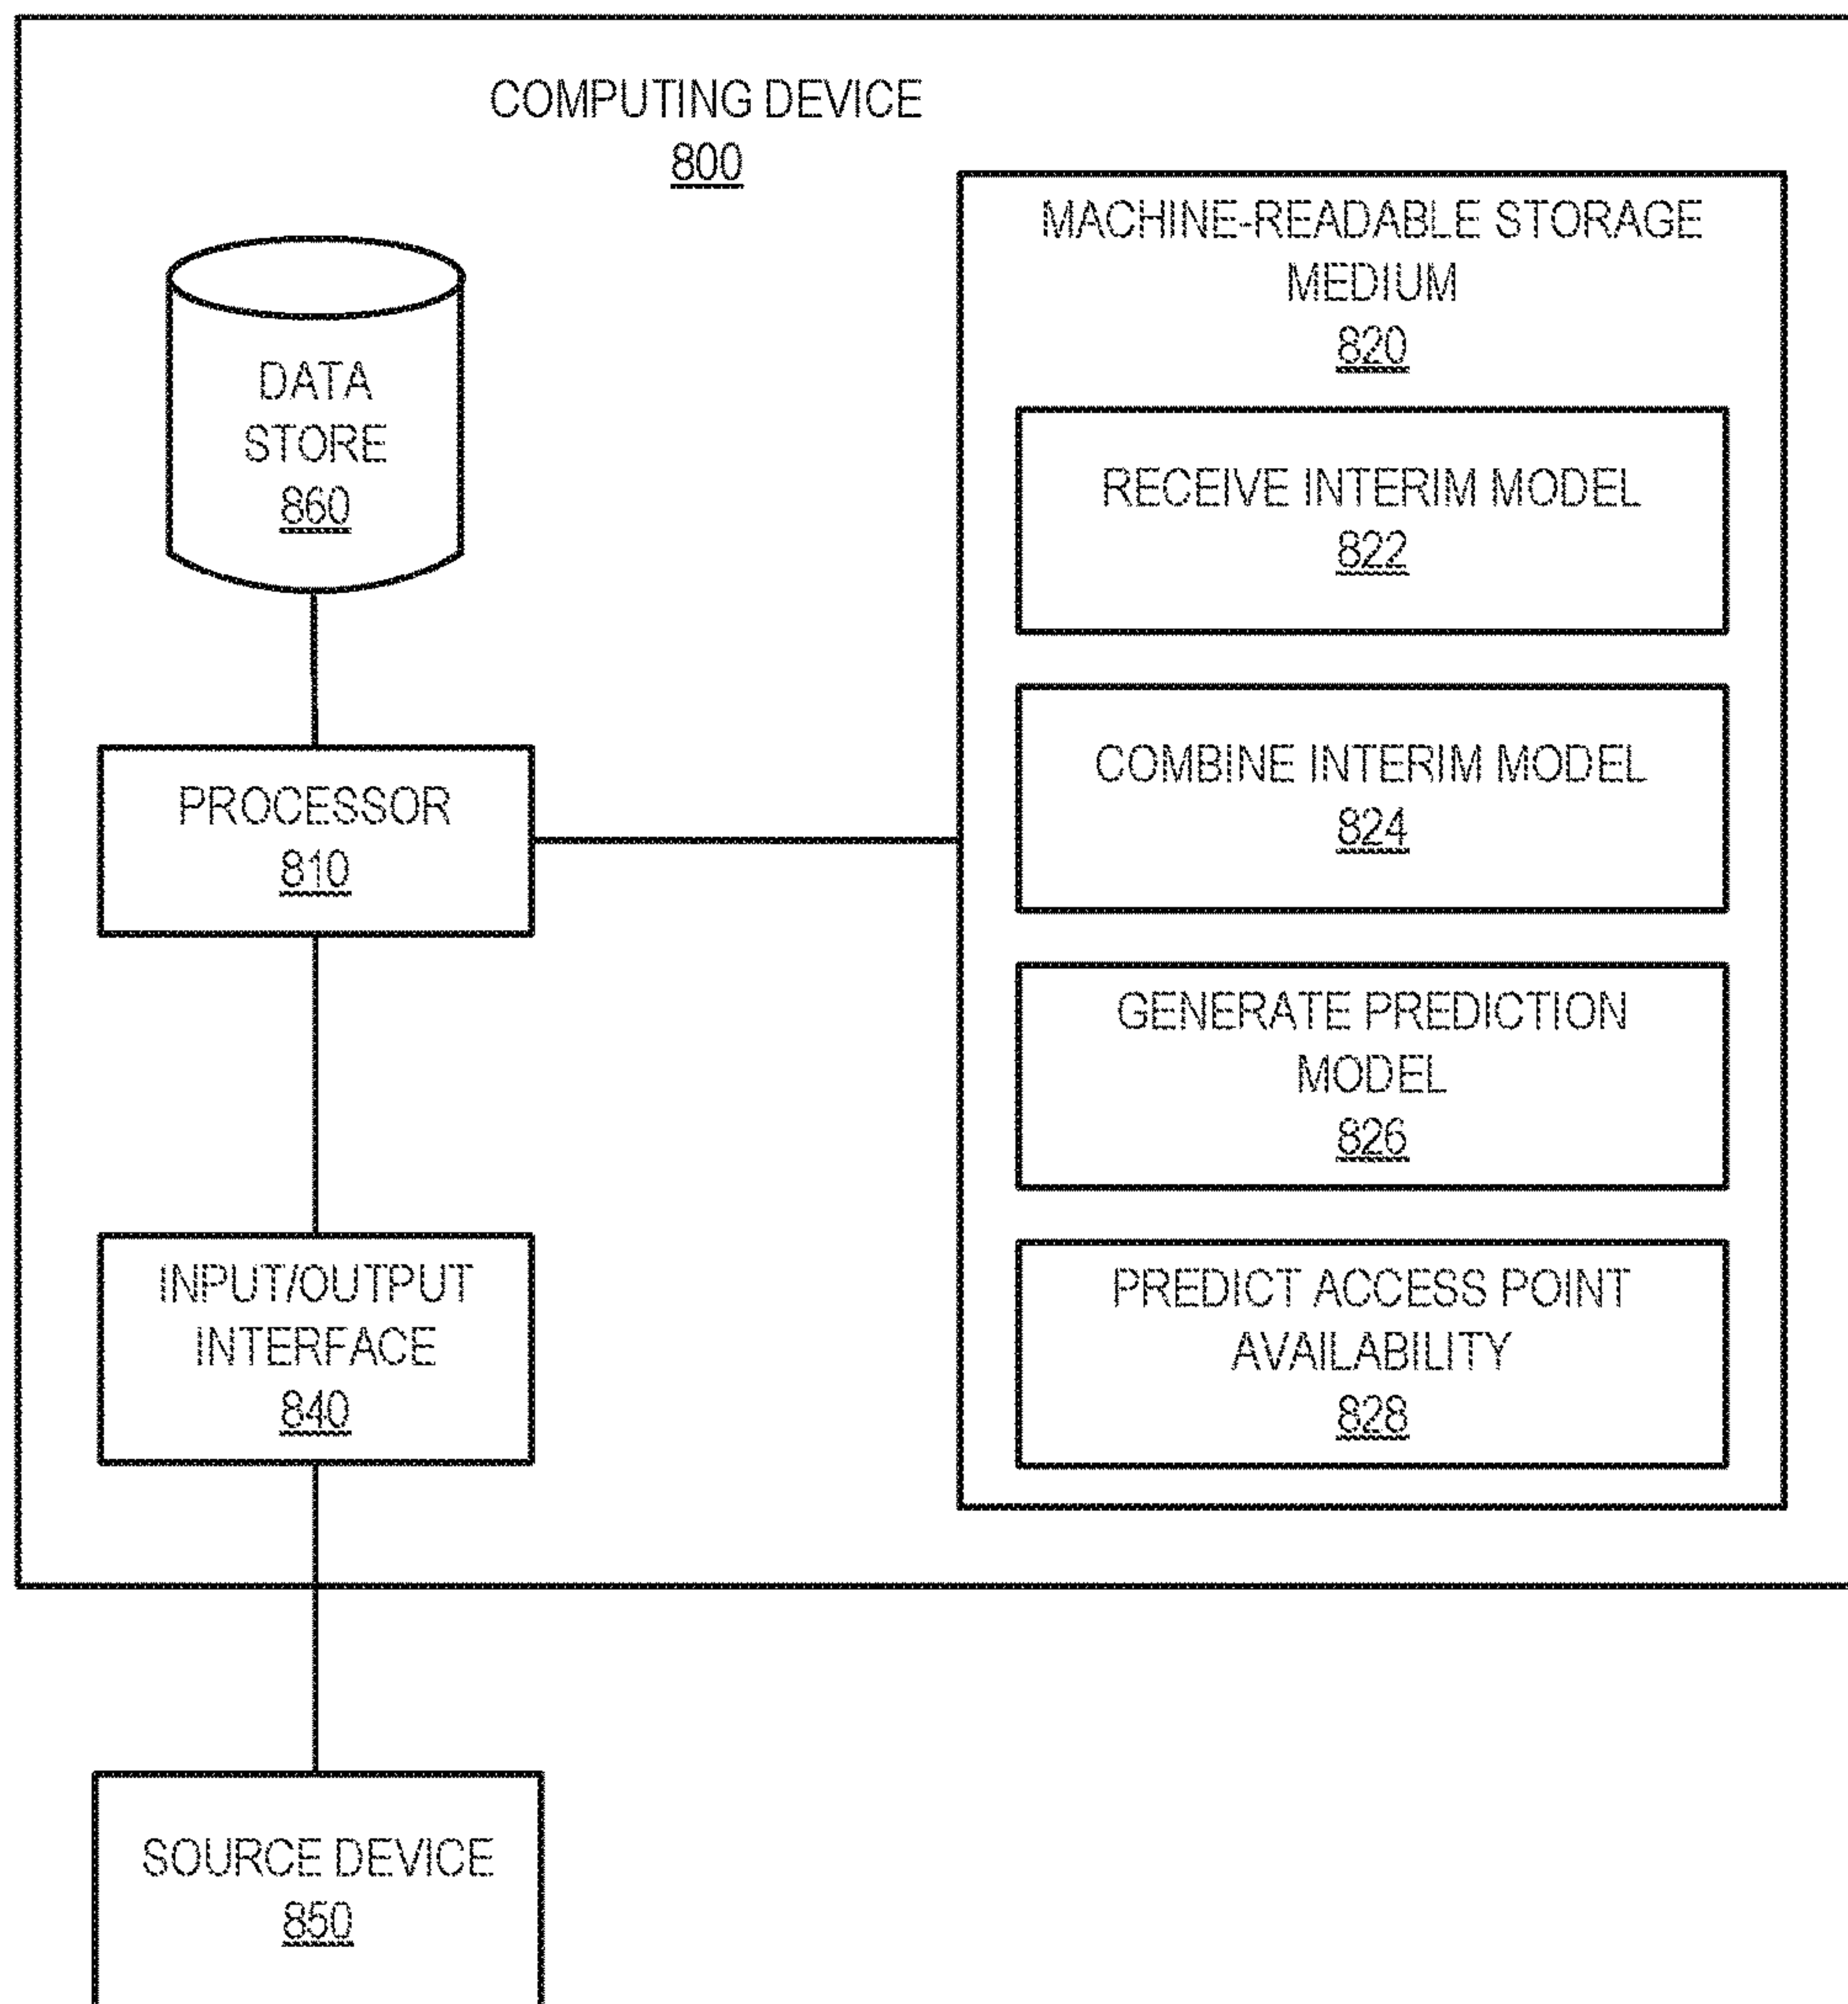 COMPUTING DEVICE
800
DATA
STORE
860
PROCESSOR
810
INPUT/OUTPUT
INTERFACE
840
SOURCE DEVICE
850
MACHINE-READABLE STORAGE
MEDIUM
820
RECEIVE INTERIM MODEL
822
COMBINE INTERIM MODEL
824
GENERATE PREDICTION
MODEL
826
PREDICT ACCESS POINT
AVAILABILITY
828